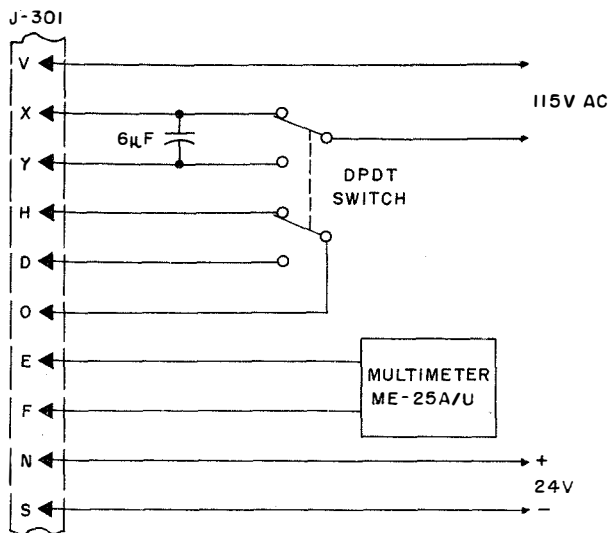 J-301
V
X
115V AC
6μF
Y
DPDT
SWITCH
H
D
O
E
MULTIMETER
ME-25A/U
F
N
+
24V
S
-